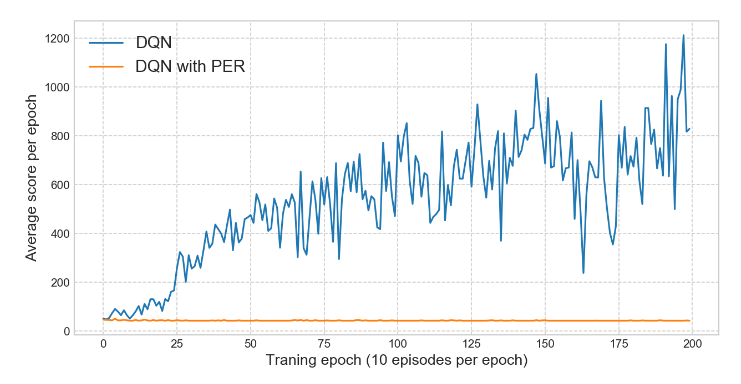 DQN
DQN with PER
Average score per epoch
1200
1000
800
600
400
200
0
0 25 50 75 100 125 150 175 200
Traning epoch (10 episodes per epoch)